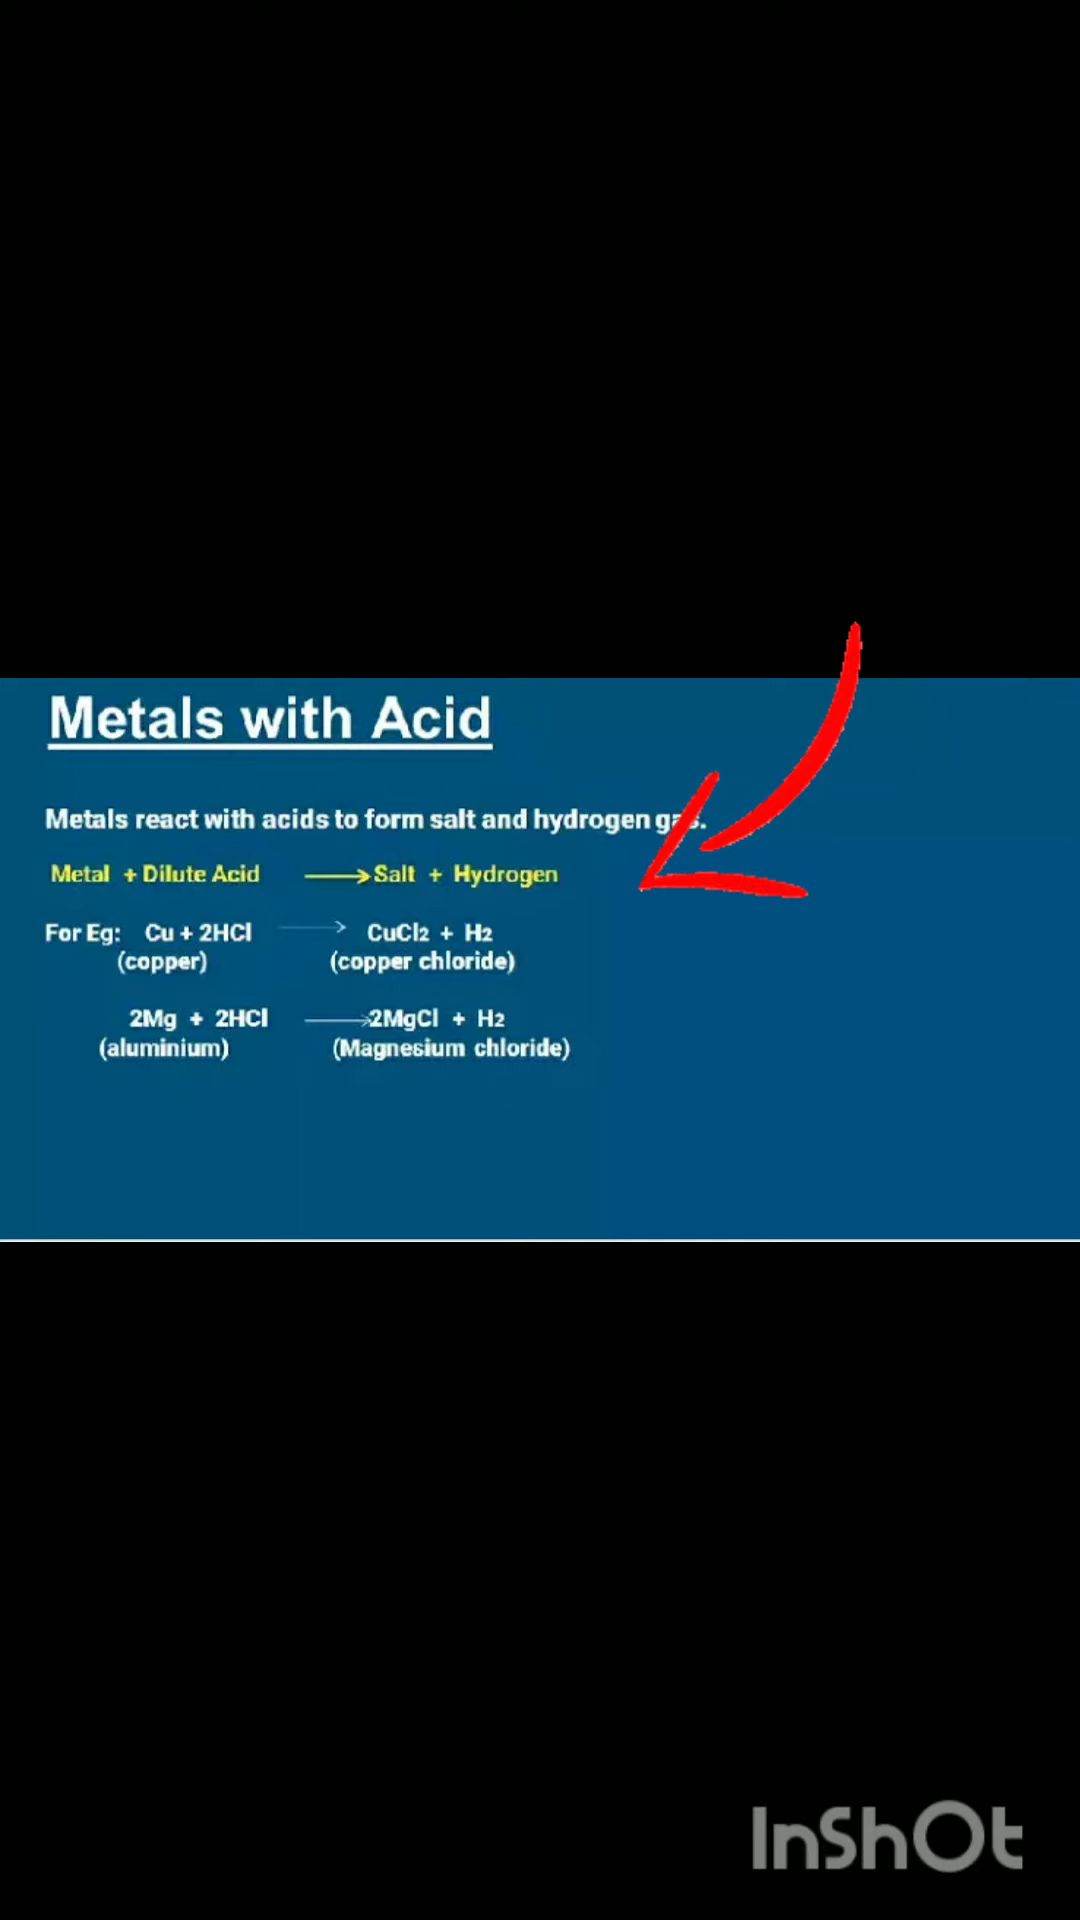 Metals with Acid
Metals react with acids to form salt and hydrogen gas.
Metal + Dilute Acid ⟶ Salt + Hydrogen
For Eg: Cu + 2HCl ⟶ CuCl2 + H2
(copper) (copper chloride)
2Mg + 2HCl ⟶ 2MgCl + H2
(aluminium) (Magnesium chloride)
InShOt